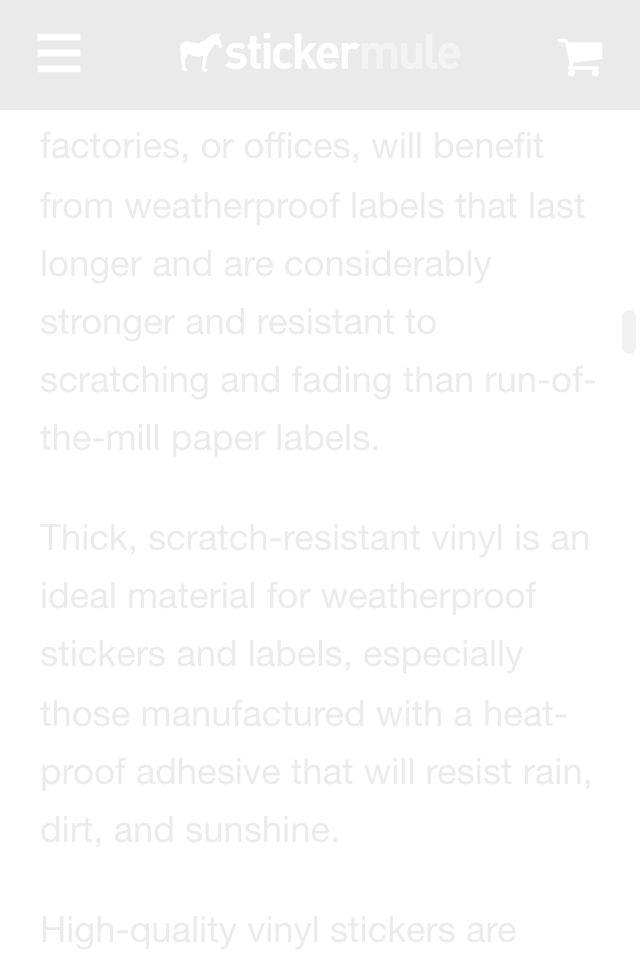 stickermule
factories, or offices, will benefit
from weatherproof labels that last
longer and are considerably
stronger and resistant to
scratching and fading than run-of-
the-mill paper labels.
Thick, scratch-resistant vinyl is an
ideal material for weatherproof
stickers and labels, especially
those manufactured with a heat-
proof adhesive that will resist rain,
dirt, and sunshine.
High-quality vinyl stickers are